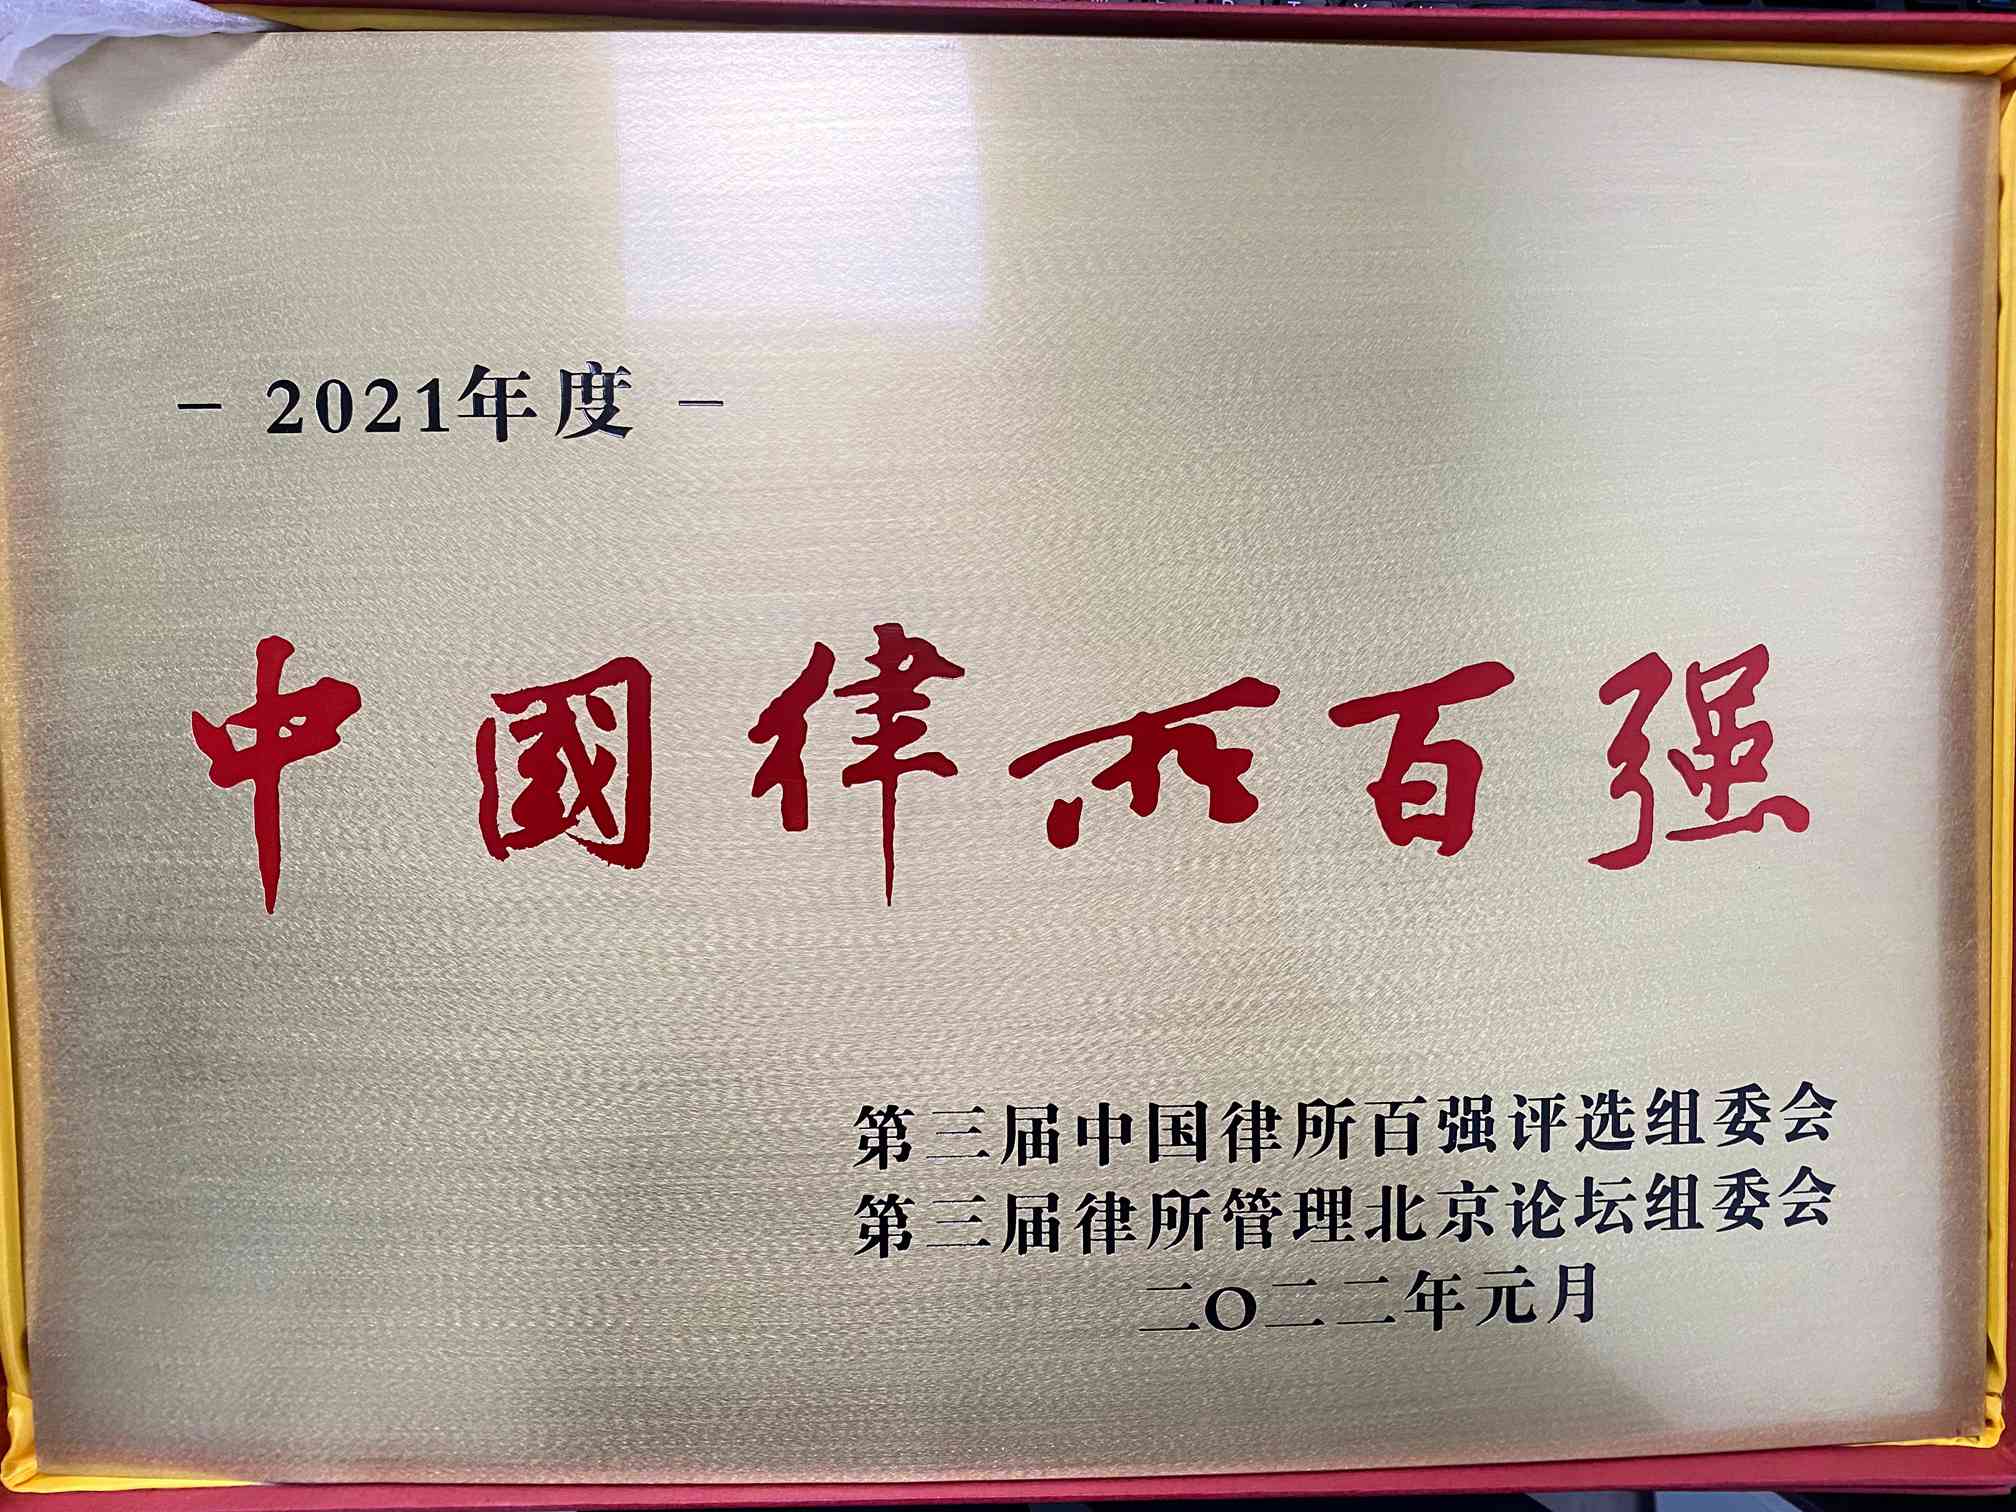 - 2021年度 -
中國律所百强
第三届中国律所百强评选组委会
第三届律所管理北京论坛组委会
二〇二二年元月